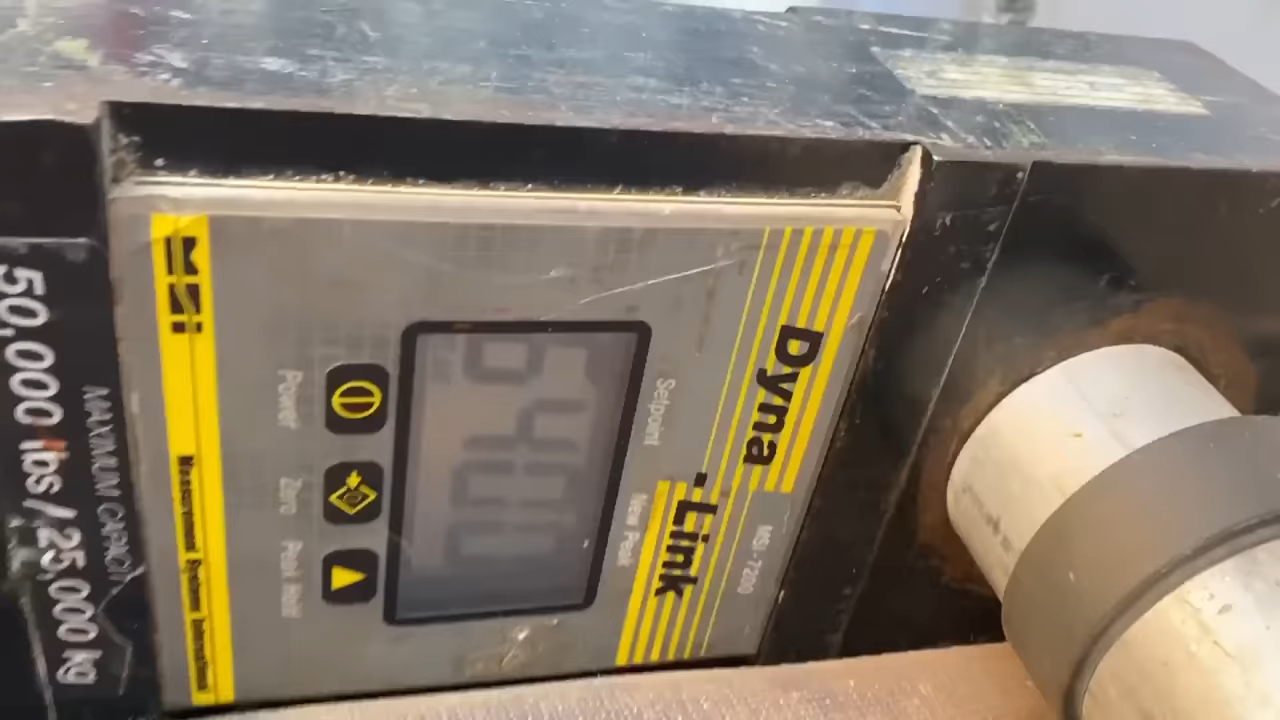 Dyna-Link
MSI-7200
Setpoint New Peak
6400
Power Zero Peak Hold
MSI Measurement Systems International
MAXIMUM CAPACITY
50,000 lbs / 25,000 kg